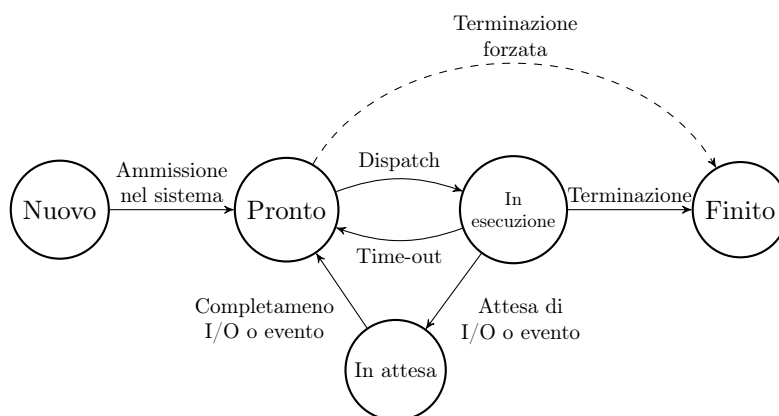 Terminazione
forzata
Ammissione
nel sistema
Dispatch
Nuovo
Pronto
In
esecuzione
Terminazione
Finito
Time-out
Completameno
I/O o evento
Attesa di
I/O o evento
In attesa